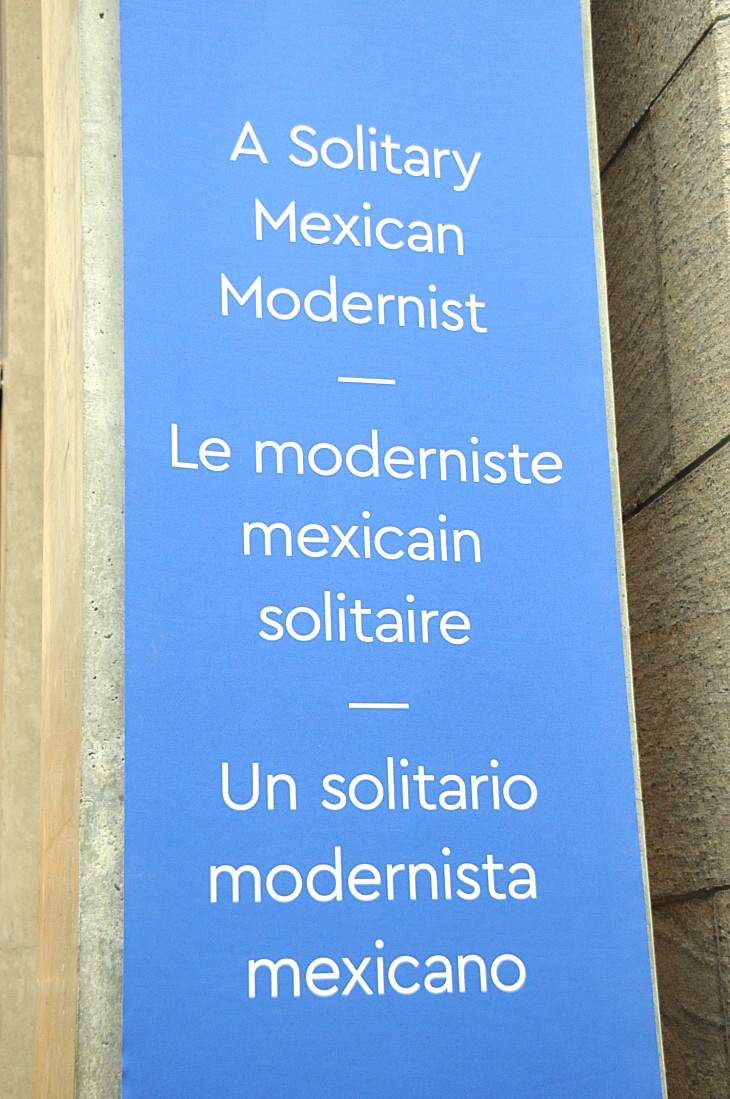 A Solitary
Mexican
Modernist
—
Le moderniste
mexicain
solitaire
—
Un solitario
modernista
mexicano